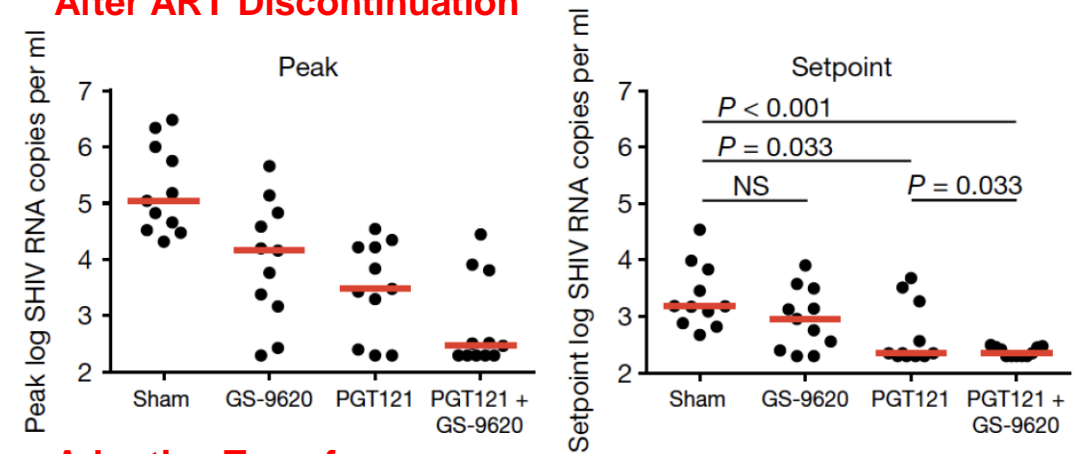 After ART Discontinuation
Peak
Peak log SHIV RNA copies per ml
7
6
5
4
3
2
Sham
GS-9620
PGT121
PGT121 +
GS-9620
Setpoint
Setpoint log SHIV RNA copies per ml
7
6
5
4
3
2
P < 0.001
P = 0.033
NS
P = 0.033
Sham
GS-9620
PGT121
PGT121 +
GS-9620